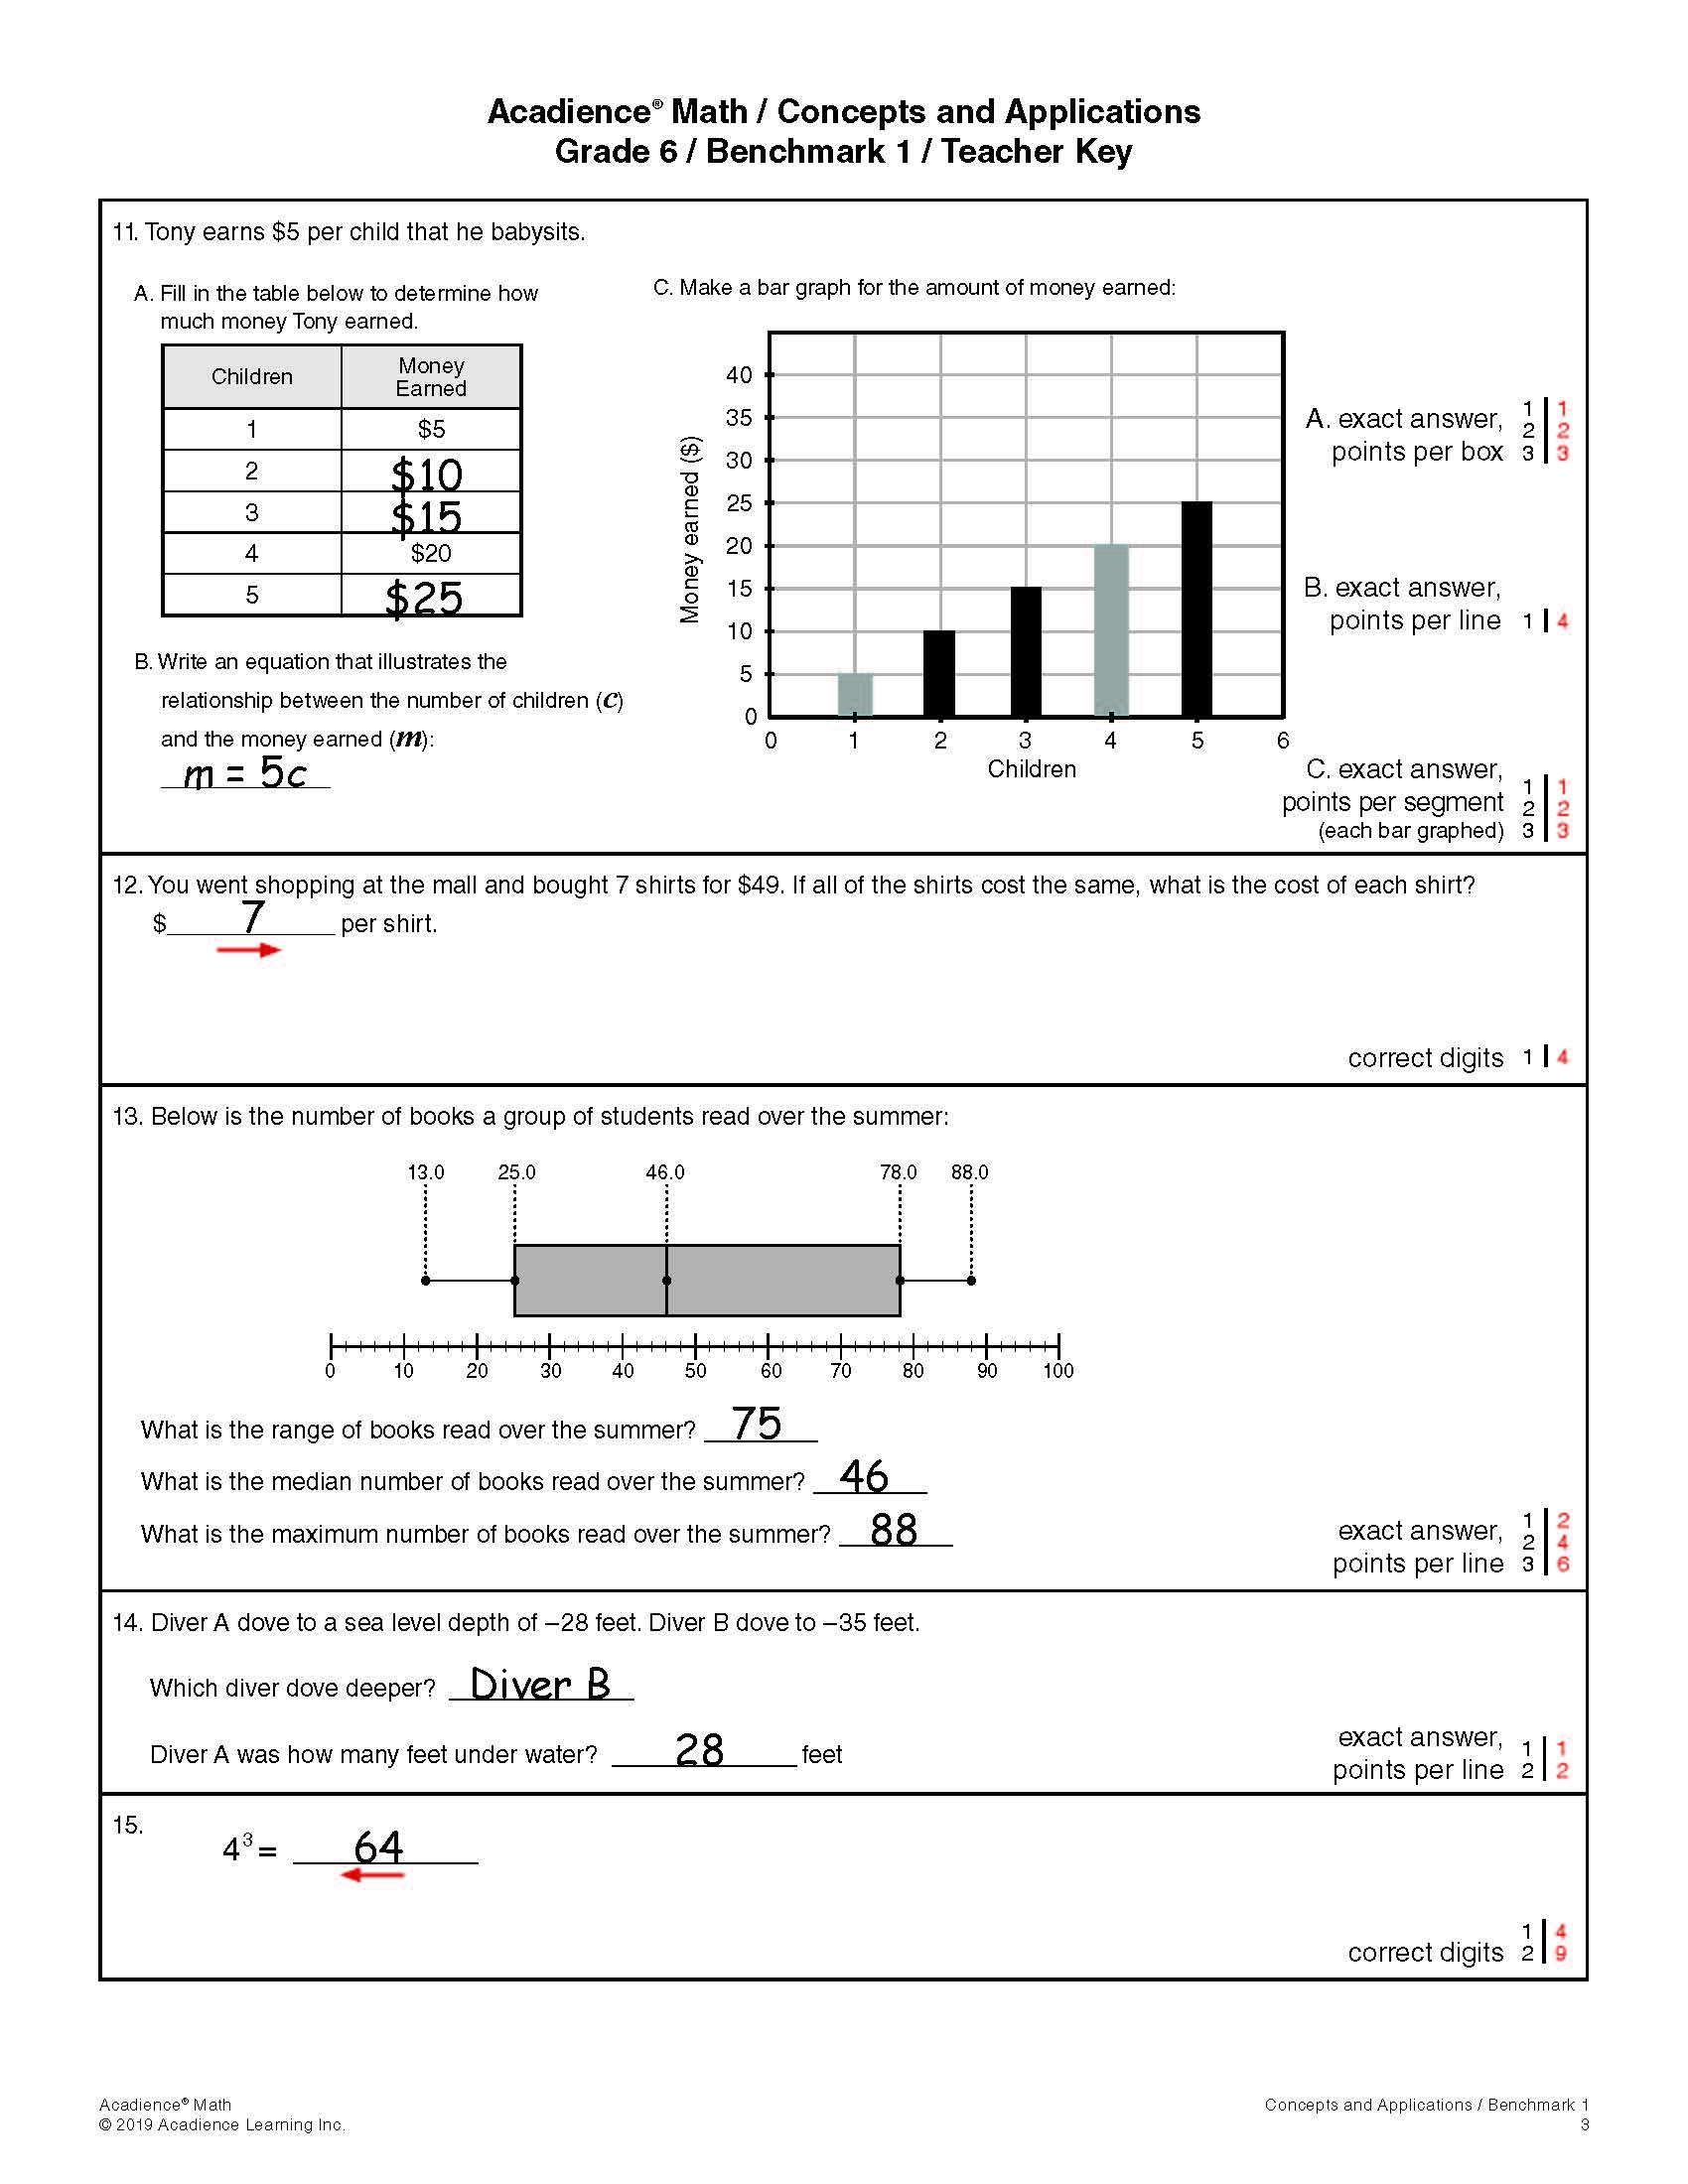 Acadience® Math / Concepts and Applications
Grade 6 / Benchmark 1 / Teacher Key
11. Tony earns $5 per child that he babysits.
A. Fill in the table below to determine how
much money Tony earned.
Children
Money
Earned
1 $5
2 $10
3 $15
4 $20
5 $25
B. Write an equation that illustrates the
relationship between the number of children (c)
and the money earned (m):
m = 5c
C. Make a bar graph for the amount of money earned:
Money earned ($)
40
35
30
25
20
15
10
5
0
0 1 2 3 4 5 6
Children
A. exact answer,
points per box
1 1
2 2
3 3
B. exact answer,
points per line 1 4
C. exact answer,
points per segment
(each bar graphed)
1 1
2 2
3 3
12. You went shopping at the mall and bought 7 shirts for $49. If all of the shirts cost the same, what is the cost of each shirt?
$ 7 per shirt.
correct digits 1 4
13. Below is the number of books a group of students read over the summer:
13.0 25.0 46.0 78.0 88.0
0 10 20 30 40 50 60 70 80 90 100
What is the range of books read over the summer? 75
What is the median number of books read over the summer? 46
What is the maximum number of books read over the summer? 88
exact answer,
points per line
1 2
2 4
3 6
14. Diver A dove to a sea level depth of –28 feet. Diver B dove to –35 feet.
Which diver dove deeper? Diver B
Diver A was how many feet under water? 28 feet
exact answer,
points per line
1 1
2 2
15.
4³ = 64
correct digits
1 4
2 9
Acadience® Math
© 2019 Acadience Learning Inc.
Concepts and Applications / Benchmark 1
3